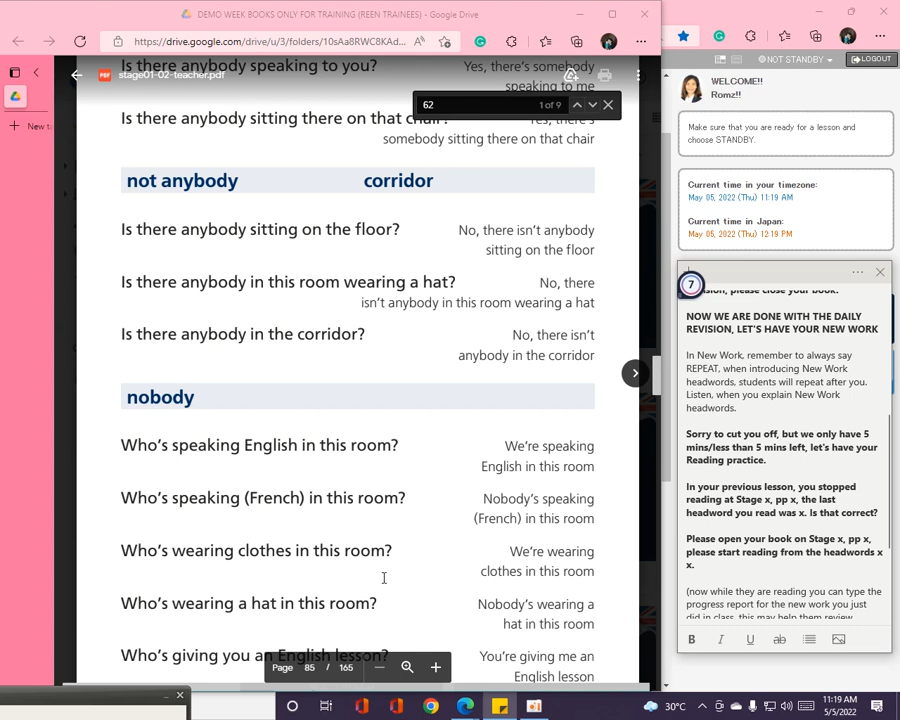 DEMO WEEK BOOKS ONLY FOR TRAINING (REEN TRAINEES) - Google Drive
https://drive.google.com/drive/u/3/folders/10sAa8RWC8KAd...
New t
stage01-02-teacher.pdf
62
1 of 9
Is there anybody speaking to you?
Yes, there's somebody
speaking to me
Is there anybody sitting there on that chair?
Yes, there's
somebody sitting there on that chair
not anybody corridor
Is there anybody sitting on the floor?
No, there isn't anybody
sitting on the floor
Is there anybody in this room wearing a hat?
No, there
isn't anybody in this room wearing a hat
Is there anybody in the corridor?
No, there isn't
anybody in the corridor
nobody
Who's speaking English in this room?
We're speaking
English in this room
Who's speaking (French) in this room?
Nobody's speaking
(French) in this room
Who's wearing clothes in this room?
We're wearing
clothes in this room
Who's wearing a hat in this room?
Nobody's wearing a
hat in this room
Who's giving you an English lesson?
You're giving me an
English lesson
Page 85 / 165
NOT STANDBY
LOGOUT
WELCOME!!
Romz!!
Make sure that you are ready for a lesson and
choose STANDBY.
Current time in your timezone:
May 05, 2022 (Thu) 11:19 AM
Current time in Japan:
May 05, 2022 (Thu) 12:19 PM
7
please close your book.
NOW WE ARE DONE WITH THE DAILY
REVISION, LET'S HAVE YOUR NEW WORK
In New Work, remember to always say
REPEAT, when introducing New Work
headwords, students will repeat after you.
Listen, when you explain New Work
headwords.
Sorry to cut you off, but we only have 5
mins/less than 5 mins left, let's have your
Reading practice.
In your previous lesson, you stopped
reading at Stage x, pp x, the last
headword you read was x. Is that correct?
Please open your book on Stage x, pp x,
please start reading from the headwords x
x.
(now while they are reading you can type the
progress report for the new work you just
did in class, this may help them review
B I U ab
30°C
11:19 AM
5/5/2022